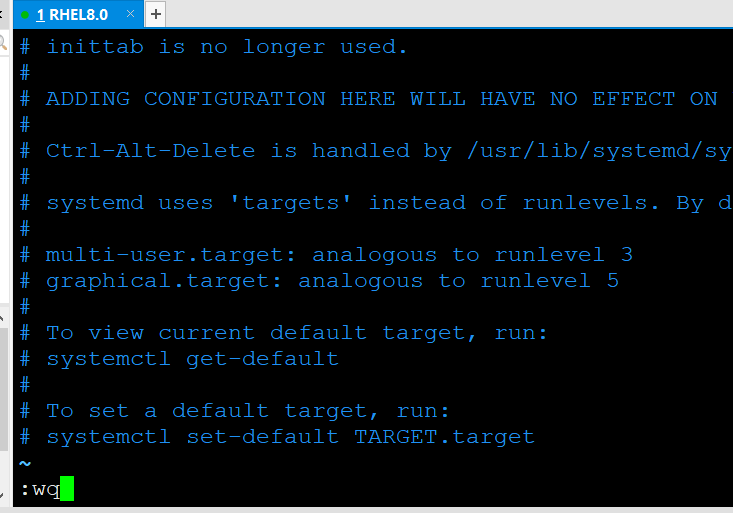 1 RHEL8.0 × +
# inittab is no longer used.
#
# ADDING CONFIGURATION HERE WILL HAVE NO EFFECT ON
#
# Ctrl-Alt-Delete is handled by /usr/lib/systemd/sy
#
# systemd uses 'targets' instead of runlevels. By d
#
# multi-user.target: analogous to runlevel 3
# graphical.target: analogous to runlevel 5
#
# To view current default target, run:
# systemctl get-default
#
# To set a default target, run:
# systemctl set-default TARGET.target
~
:wq